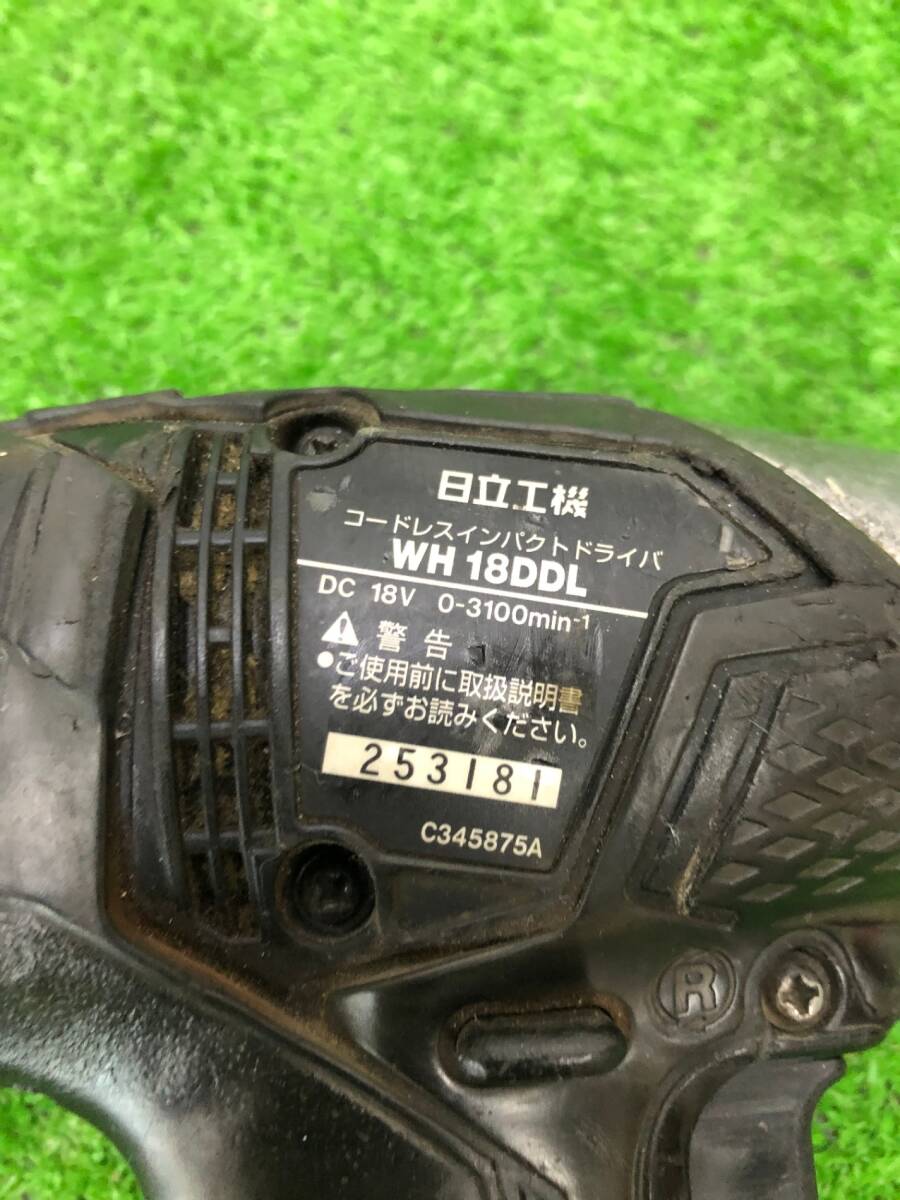 日立工機
コードレスインパクトドライバ
WH 18DDL
DC 18V 0-3100min⁻¹
警告
●ご使用前に取扱説明書
を必ずお読みください。
253181
C345875A
R